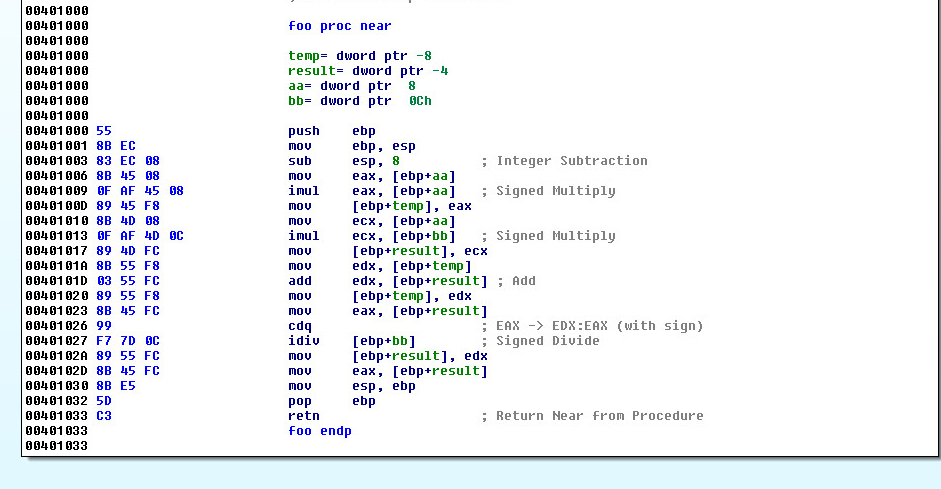 00401000
00401000 foo proc near
00401000
00401000 temp= dword ptr -8
00401000 result= dword ptr -4
00401000 aa= dword ptr  8
00401000 bb= dword ptr  0Ch
00401000
00401000 55 push ebp
00401001 8B EC mov ebp, esp
00401003 83 EC 08 sub esp, 8 ; Integer Subtraction
00401006 8B 45 08 mov eax, [ebp+aa]
00401009 0F AF 45 08 imul eax, [ebp+aa] ; Signed Multiply
0040100D 89 45 F8 mov [ebp+temp], eax
00401010 8B 4D 08 mov ecx, [ebp+aa]
00401013 0F AF 4D 0C imul ecx, [ebp+bb] ; Signed Multiply
00401017 89 4D FC mov [ebp+result], ecx
0040101A 8B 55 F8 mov edx, [ebp+temp]
0040101D 03 55 FC add edx, [ebp+result] ; Add
00401020 89 55 F8 mov [ebp+temp], edx
00401023 8B 45 FC mov eax, [ebp+result]
00401026 99 cdq ; EAX -> EDX:EAX (with sign)
00401027 F7 7D 0C idiv [ebp+bb] ; Signed Divide
0040102A 89 55 FC mov [ebp+result], edx
0040102D 8B 45 FC mov eax, [ebp+result]
00401030 8B E5 mov esp, ebp
00401032 5D pop ebp
00401033 C3 retn ; Return Near from Procedure
00401033 foo endp
00401033